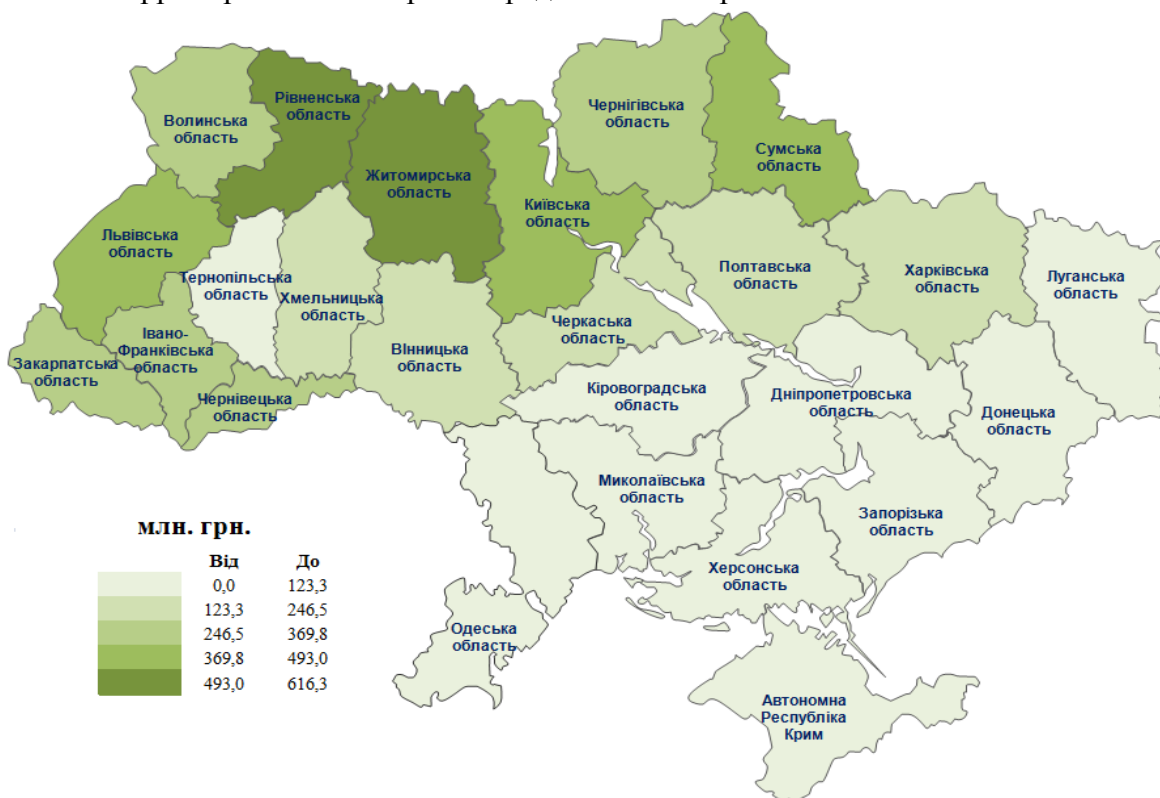 Рівненська
область
Волинська
область
Чернігівська
область
Сумська
область
Житомирська
область
Київська
область
Львівська
область
Тернопільська
область
Хмельницька
область
Полтавська
область
Харківська
область
Луганська
область
Івано-
Франківська
область
Закарпатська
область
Чернівецька
область
Вінницька
область
Черкаська
область
Кіровоградська
область
Дніпропетровська
область
Донецька
область
Миколаївська
область
Запорізька
область
Херсонська
область
Одеська
область
Автономна
Республіка
Крим
млн. грн.
Від До
0,0 123,3
123,3 246,5
246,5 369,8
369,8 493,0
493,0 616,3